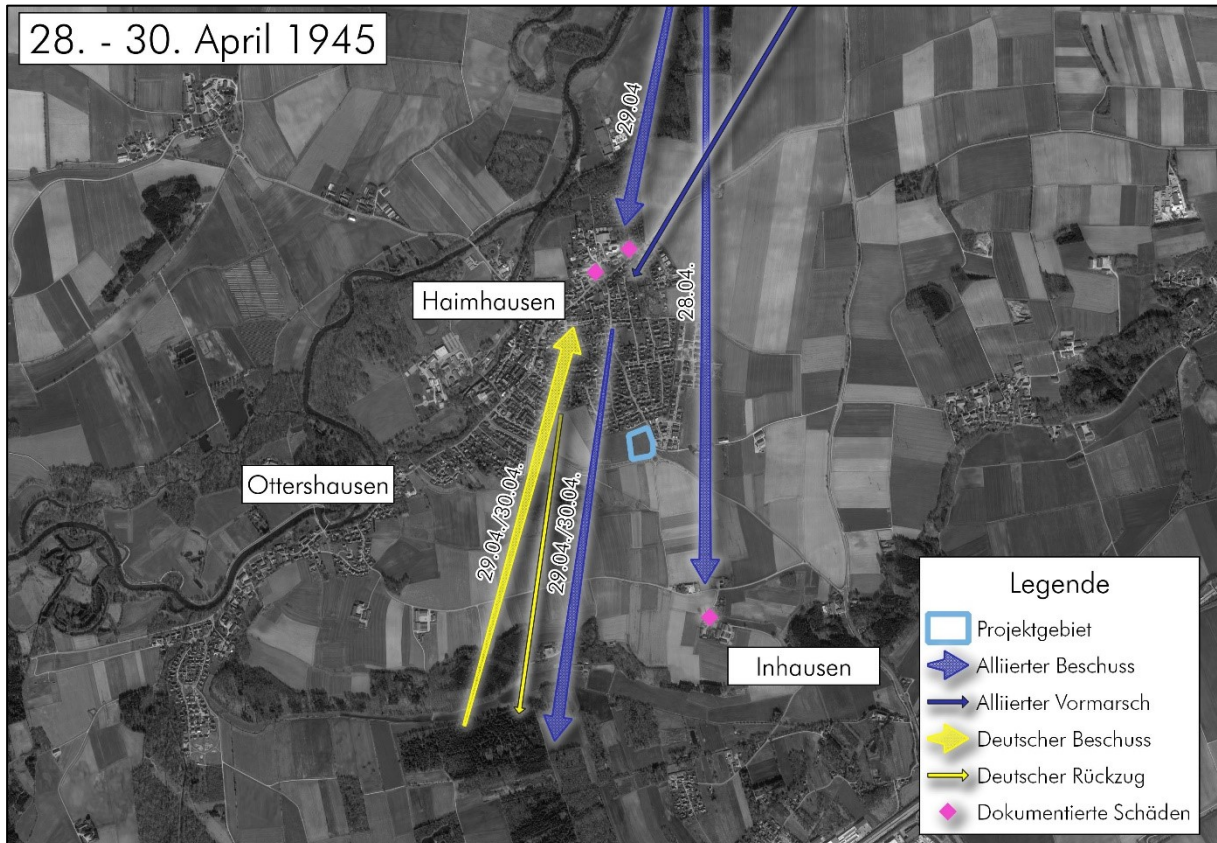 28. - 30. April 1945
29.04
Haimhausen
28.04.
Ottershausen
29.04./30.04.
29.04./30.04.
Inhausen
Legende
Projektgebiet
Alliierter Beschuss
Alliierter Vormarsch
Deutscher Beschuss
Deutscher Rückzug
Dokumentierte Schäden